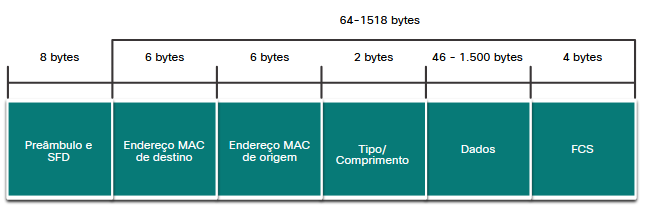 64-1518 bytes
8 bytes
6 bytes
6 bytes
2 bytes
46 - 1.500 bytes
4 bytes
Preâmbulo e
SFD
Endereço MAC
de destino
Endereço MAC
de origem
Tipo/
Comprimento
Dados
FCS